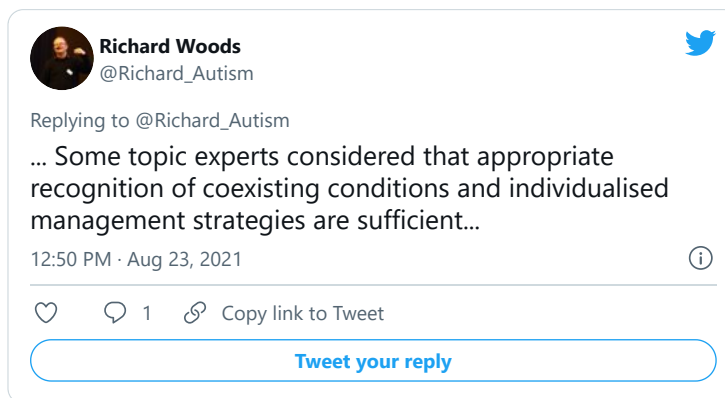 Richard Woods
@Richard_Autism
Replying to @Richard_Autism
... Some topic experts considered that appropriate
recognition of coexisting conditions and individualised
management strategies are sufficient...
12:50 PM · Aug 23, 2021
1 Copy link to Tweet
Tweet your reply